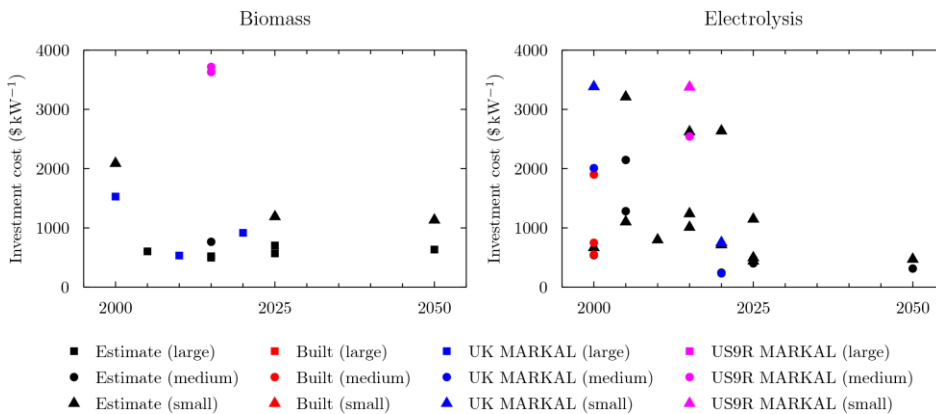 Biomass
Electrolysis
Investment cost ($ kW⁻¹)
4000
3000
2000
1000
0
2000
2025
2050
Investment cost ($ kW⁻¹)
4000
3000
2000
1000
0
2000
2025
2050
Estimate (large)
Built (large)
UK MARKAL (large)
US9R MARKAL (large)
Estimate (medium)
Built (medium)
UK MARKAL (medium)
US9R MARKAL (medium)
Estimate (small)
Built (small)
UK MARKAL (small)
US9R MARKAL (small)